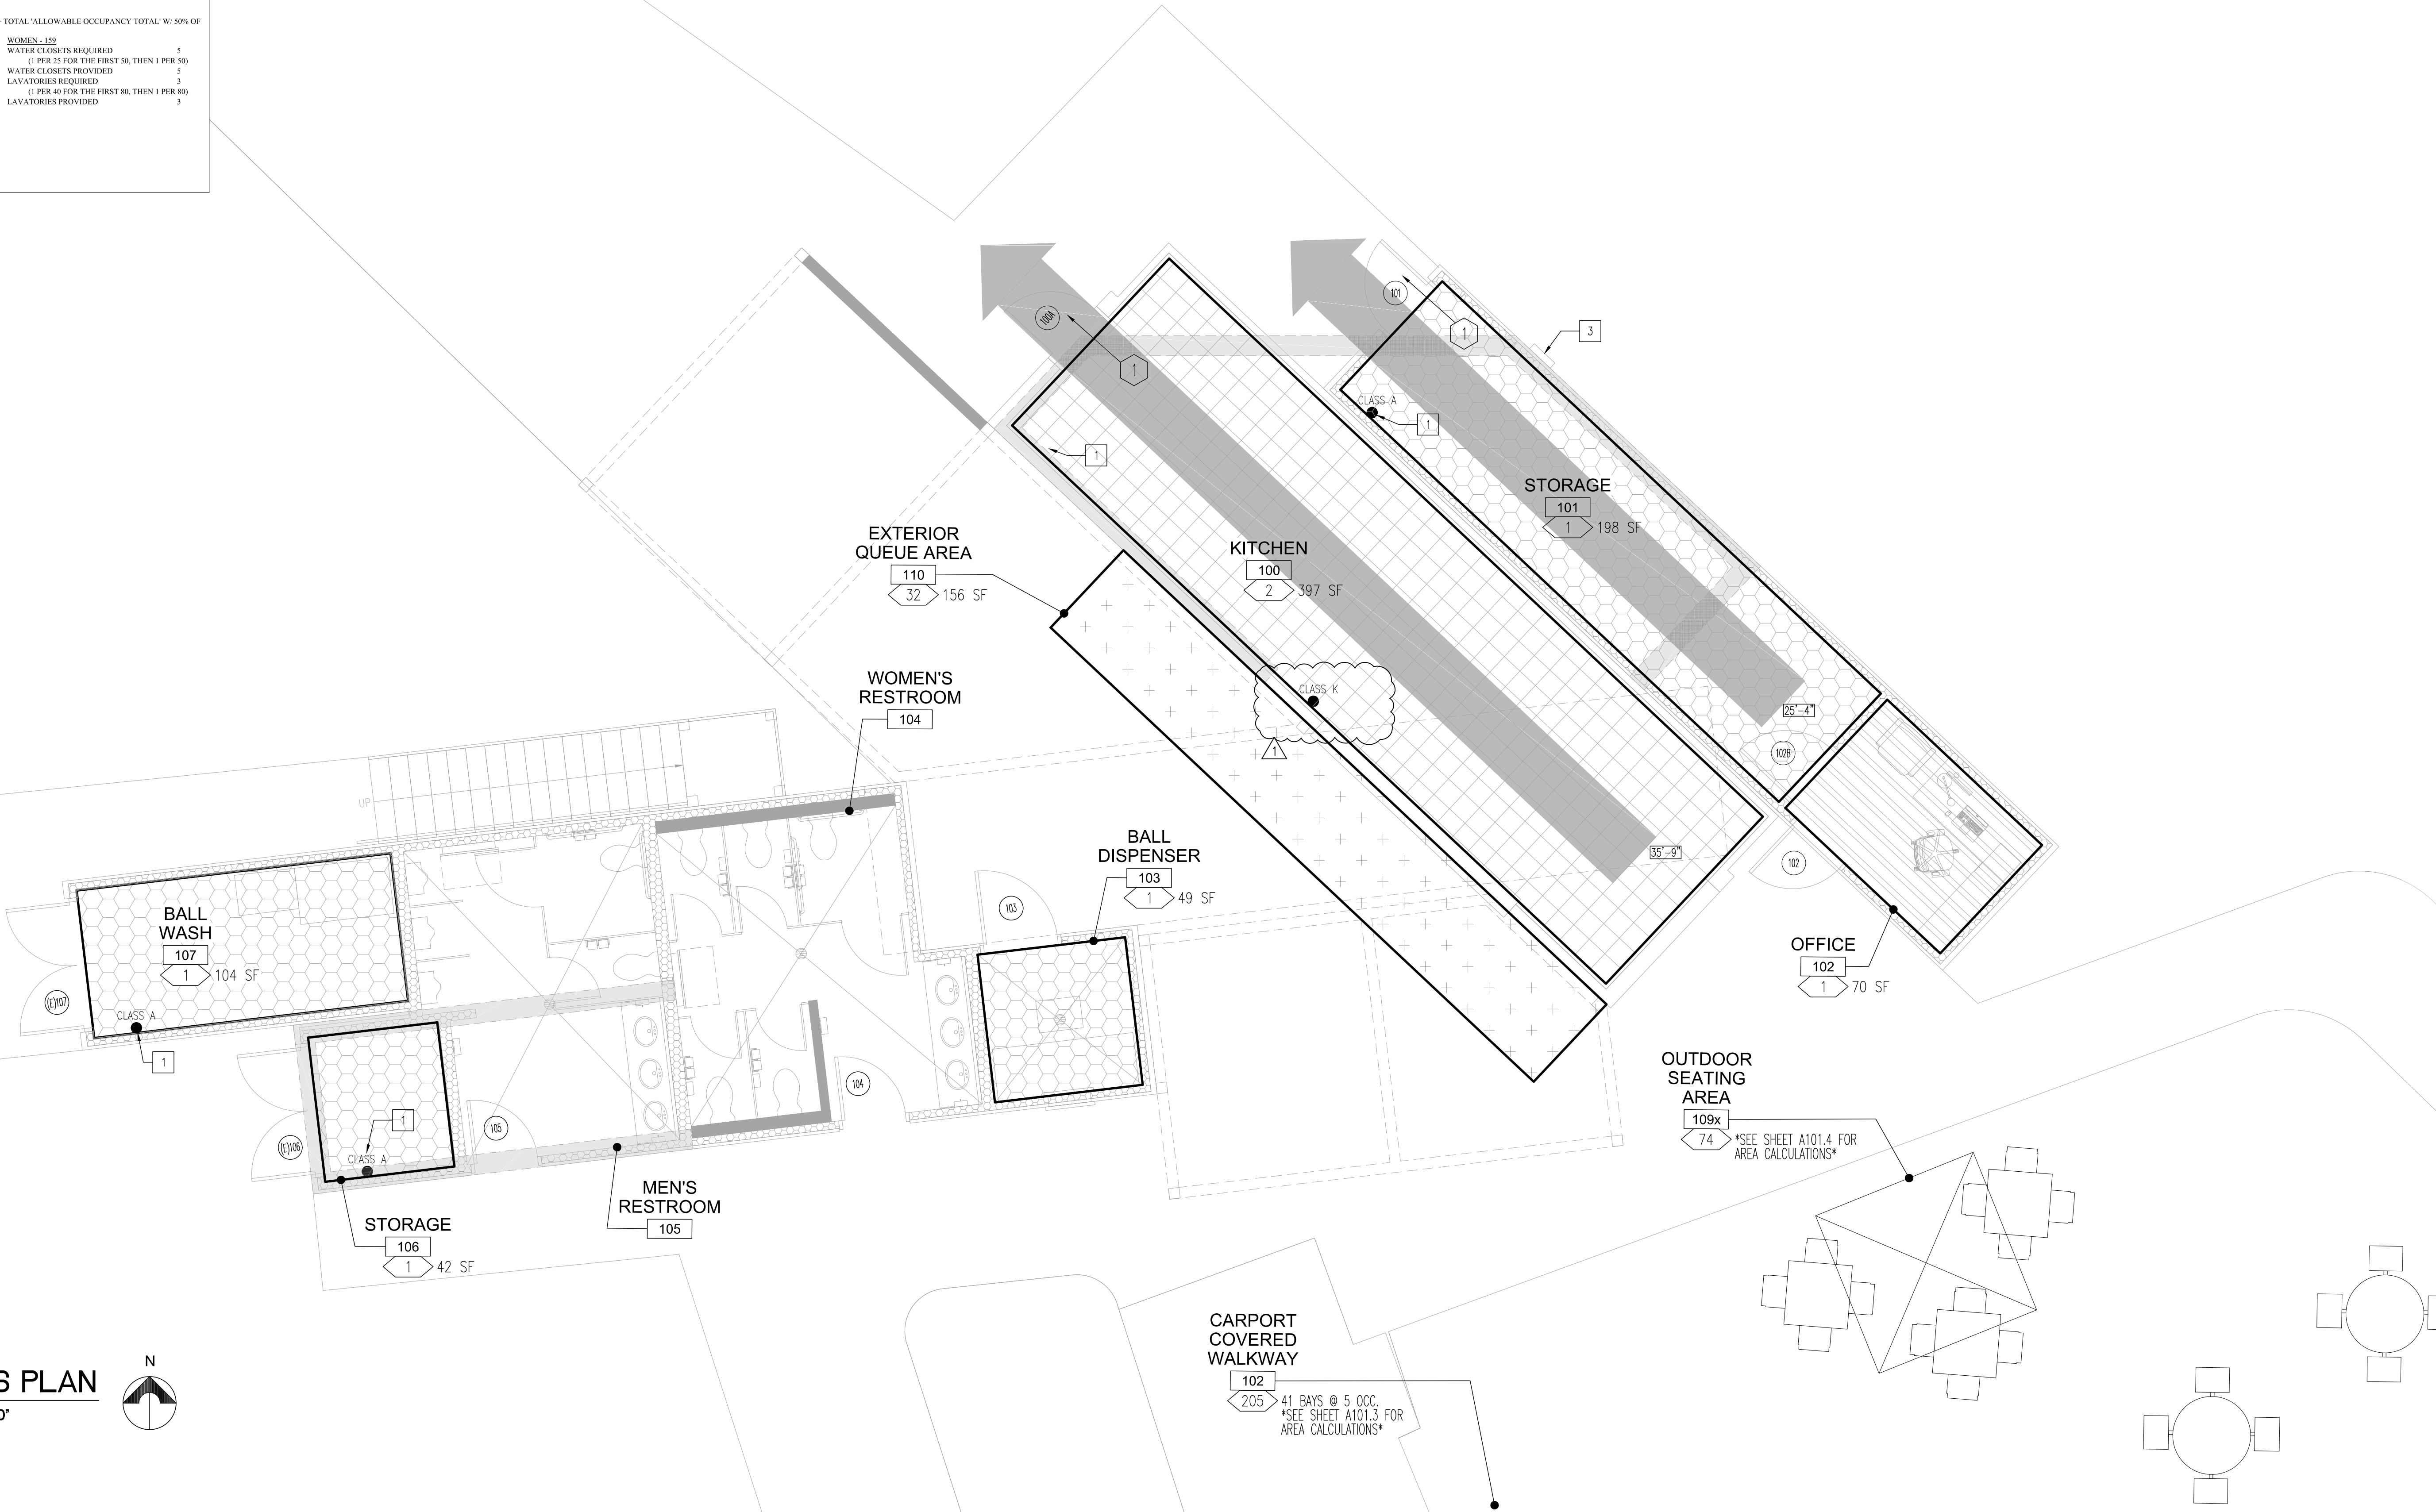 TOTAL 'ALLOWABLE OCCUPANCY TOTAL' W/ 50% OF
WOMEN - 159
WATER CLOSETS REQUIRED 5
(1 PER 25 FOR THE FIRST 50, THEN 1 PER 50)
WATER CLOSETS PROVIDED 5
LAVATORIES REQUIRED 3
(1 PER 40 FOR THE FIRST 80, THEN 1 PER 80)
LAVATORIES PROVIDED 3
101
100A
1
3
1
CLASS A
1
1
STORAGE
101
1 198 SF
EXTERIOR
QUEUE AREA
110
32 156 SF
KITCHEN
100
2 397 SF
WOMEN'S
RESTROOM
104
CLASS K
1
25'-4"
102B
UP
BALL
DISPENSER
103
1 49 SF
35'-9"
102
103
BALL
WASH
107
1 104 SF
OFFICE
102
1 70 SF
(E)107
CLASS A
1
104
105
1
(E)106
CLASS A
OUTDOOR
SEATING
AREA
109x
74 *SEE SHEET A101.4 FOR
AREA CALCULATIONS*
MEN'S
RESTROOM
105
STORAGE
106
1 42 SF
CARPORT
COVERED
WALKWAY
102
205 41 BAYS @ 5 OCC.
*SEE SHEET A101.3 FOR
AREA CALCULATIONS*
N
S PLAN
0"